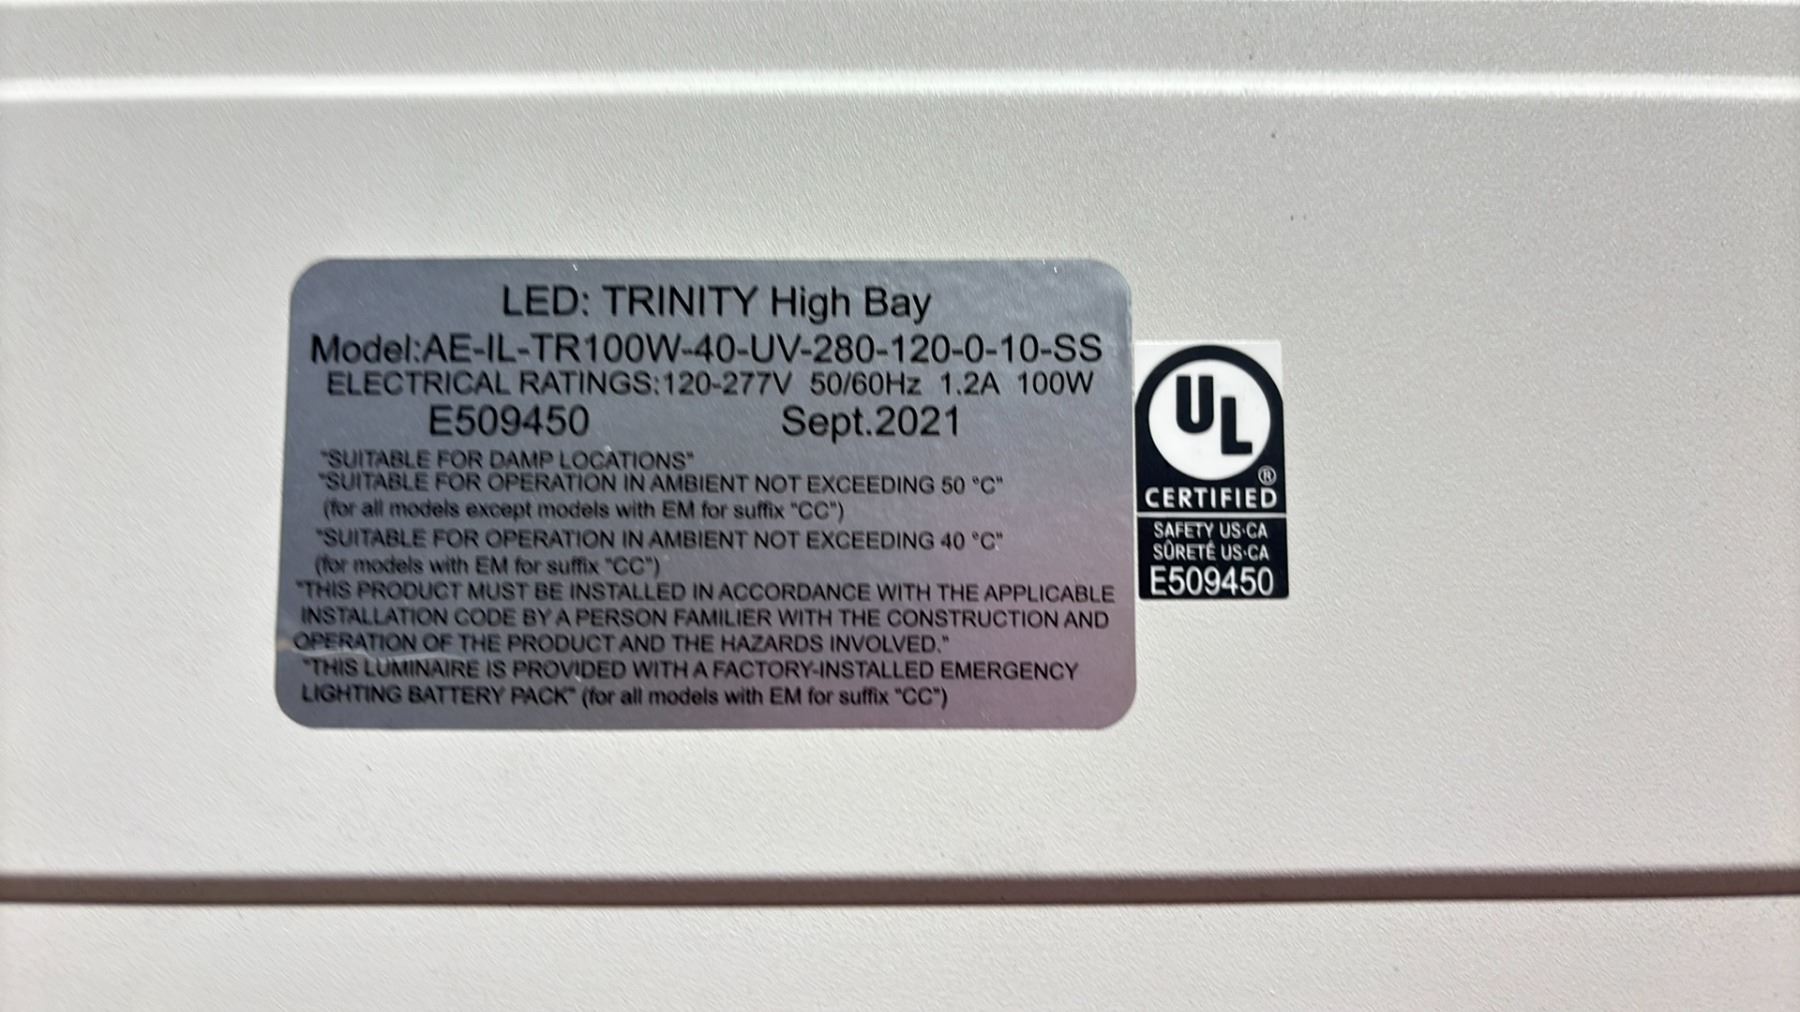 LED: TRINITY High Bay
Model:AE-IL-TR100W-40-UV-280-120-0-10-SS
ELECTRICAL RATINGS:120-277V 50/60Hz 1.2A 100W
E509450 Sept.2021
"SUITABLE FOR DAMP LOCATIONS"
"SUITABLE FOR OPERATION IN AMBIENT NOT EXCEEDING 50 °C"
(for all models except models with EM for suffix "CC")
"SUITABLE FOR OPERATION IN AMBIENT NOT EXCEEDING 40 °C"
(for models with EM for suffix "CC")
"THIS PRODUCT MUST BE INSTALLED IN ACCORDANCE WITH THE APPLICABLE
INSTALLATION CODE BY A PERSON FAMILIER WITH THE CONSTRUCTION AND
OPERATION OF THE PRODUCT AND THE HAZARDS INVOLVED."
"THIS LUMINAIRE IS PROVIDED WITH A FACTORY-INSTALLED EMERGENCY
LIGHTING BATTERY PACK" (for all models with EM for suffix "CC")
UL ®
CERTIFIED
SAFETY US-CA
SÛRETÉ US-CA
E509450